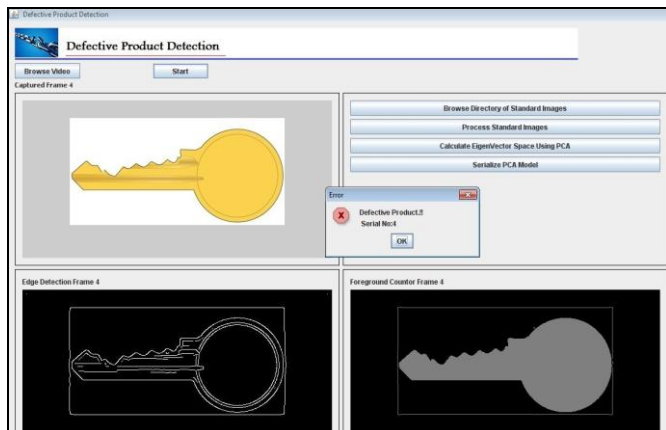 Defective Product Detection
Defective Product Detection
Browse Video
Start
Captured Frame 4
Browse Directory of Standard Images
Process Standard Images
Calculate EigenVector Space Using PCA
Serialize PCA Model
Error
Defective Product.!!
Serial No:4
OK
Edge Detection Frame 4
Foreground Counter Frame 4